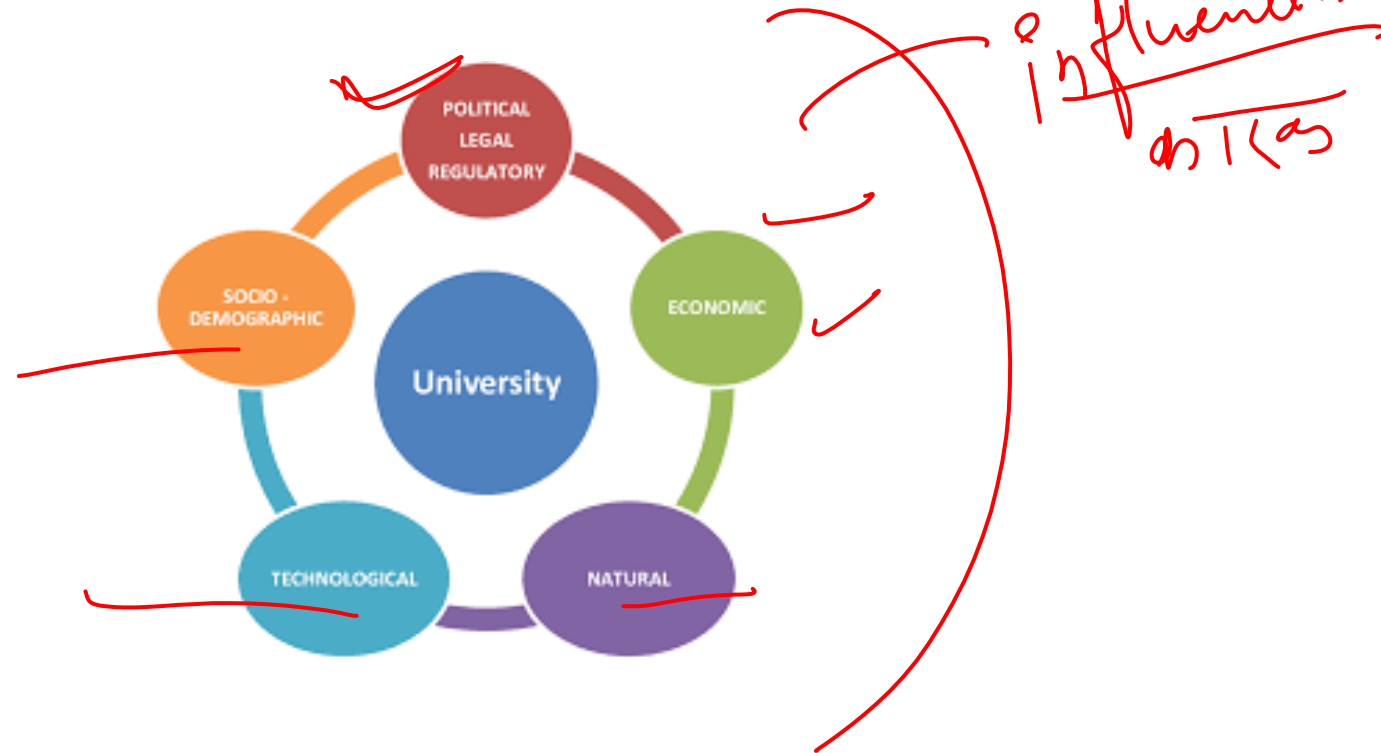 POLITICAL
LEGAL
REGULATORY
SOCIO -
DEMOGRAPHIC
ECONOMIC
University
TECHNOLOGICAL
NATURAL